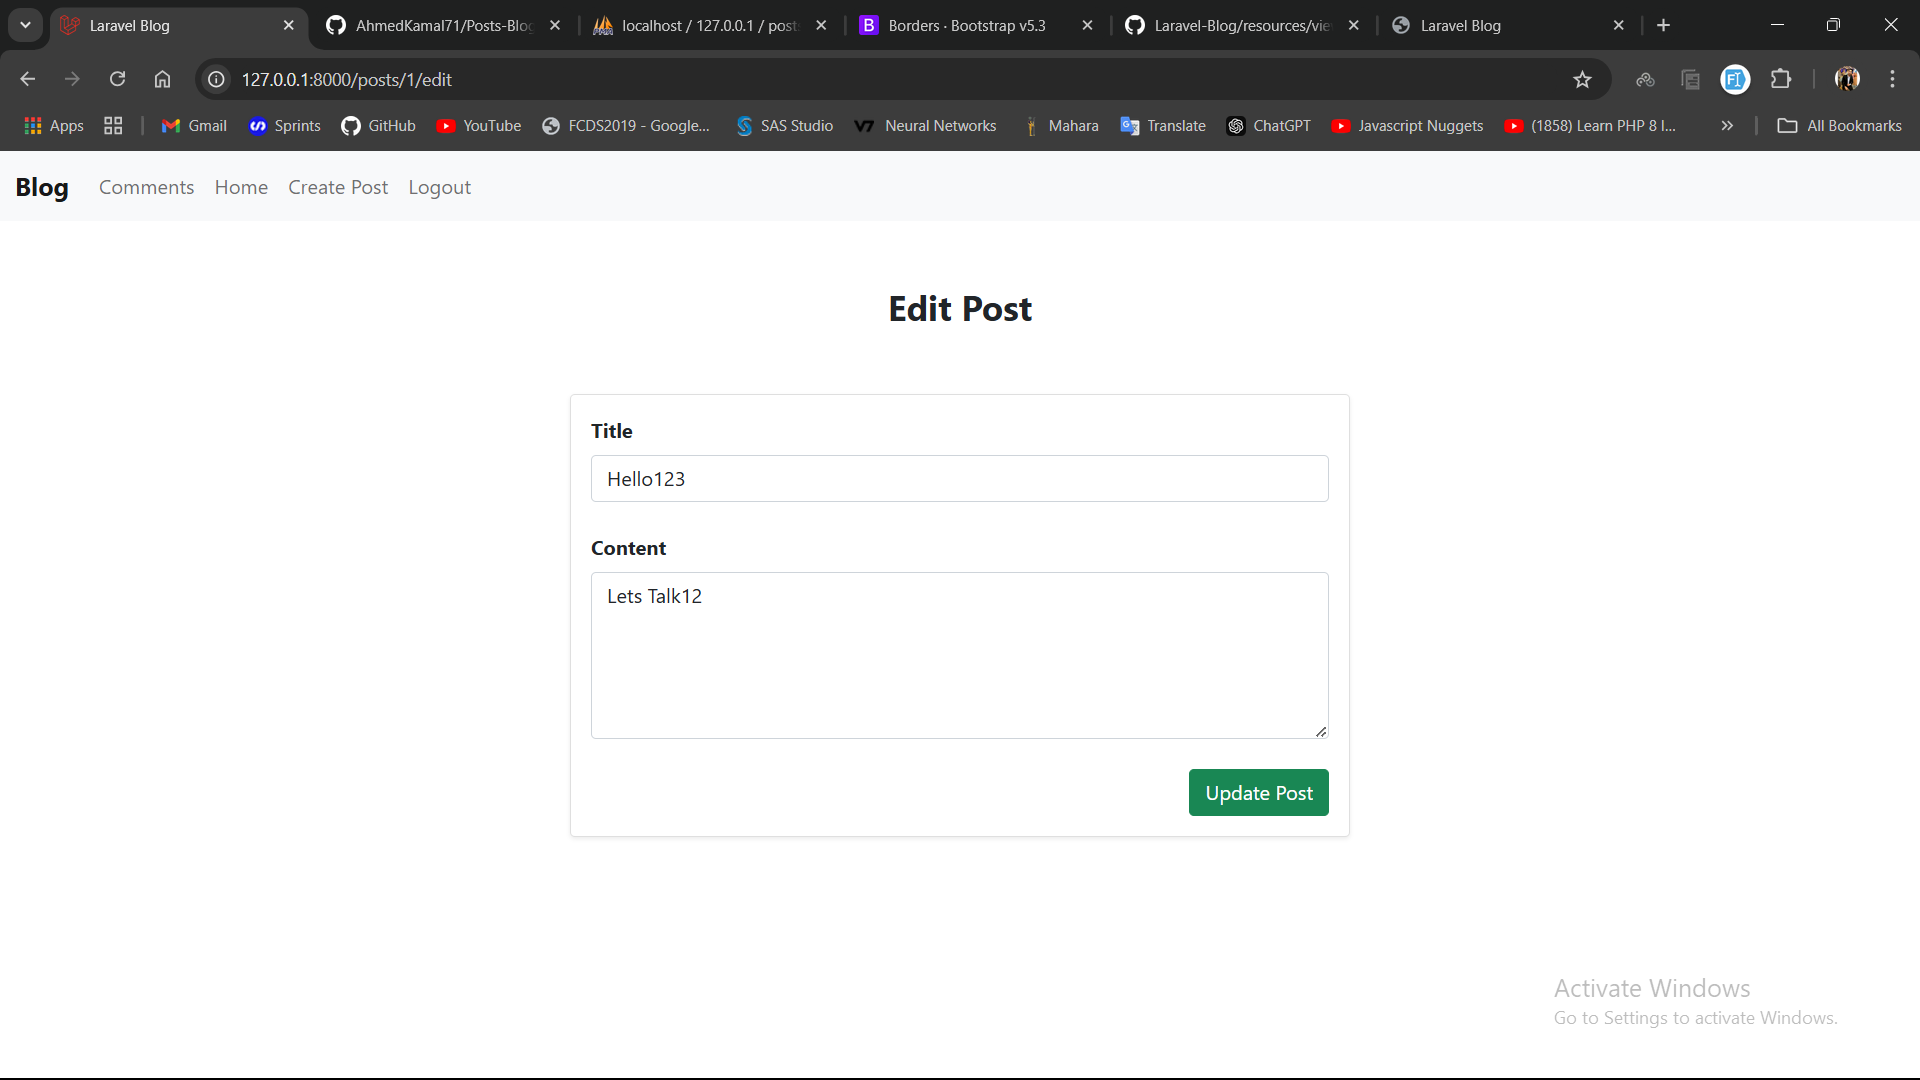 Laravel Blog
AhmedKamal71/Posts-Blog
localhost / 127.0.0.1 / posts
B Borders · Bootstrap v5.3
Laravel-Blog/resources/vie
Laravel Blog
127.0.0.1:8000/posts/1/edit
Apps
Gmail
Sprints
GitHub
YouTube
FCDS2019 - Google...
SAS Studio
V7 Neural Networks
Mahara
Translate
ChatGPT
Javascript Nuggets
(1858) Learn PHP 8 I...
All Bookmarks
Blog Comments Home Create Post Logout
Edit Post
Title
Hello123
Content
Lets Talk12
Update Post
Activate Windows
Go to Settings to activate Windows.